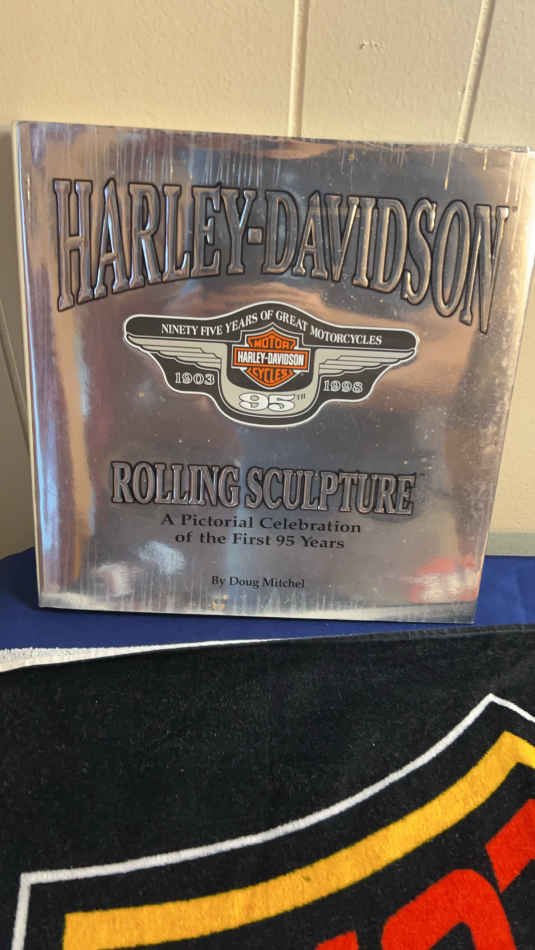 HARLEY-DAVIDSON
NINETY FIVE YEARS OF GREAT MOTORCYCLES
MOTOR
HARLEY-DAVIDSON
CYCLES
1903
1998
95TH
ROLLING SCULPTURE
A Pictorial Celebration
of the First 95 Years
By Doug Mitchel